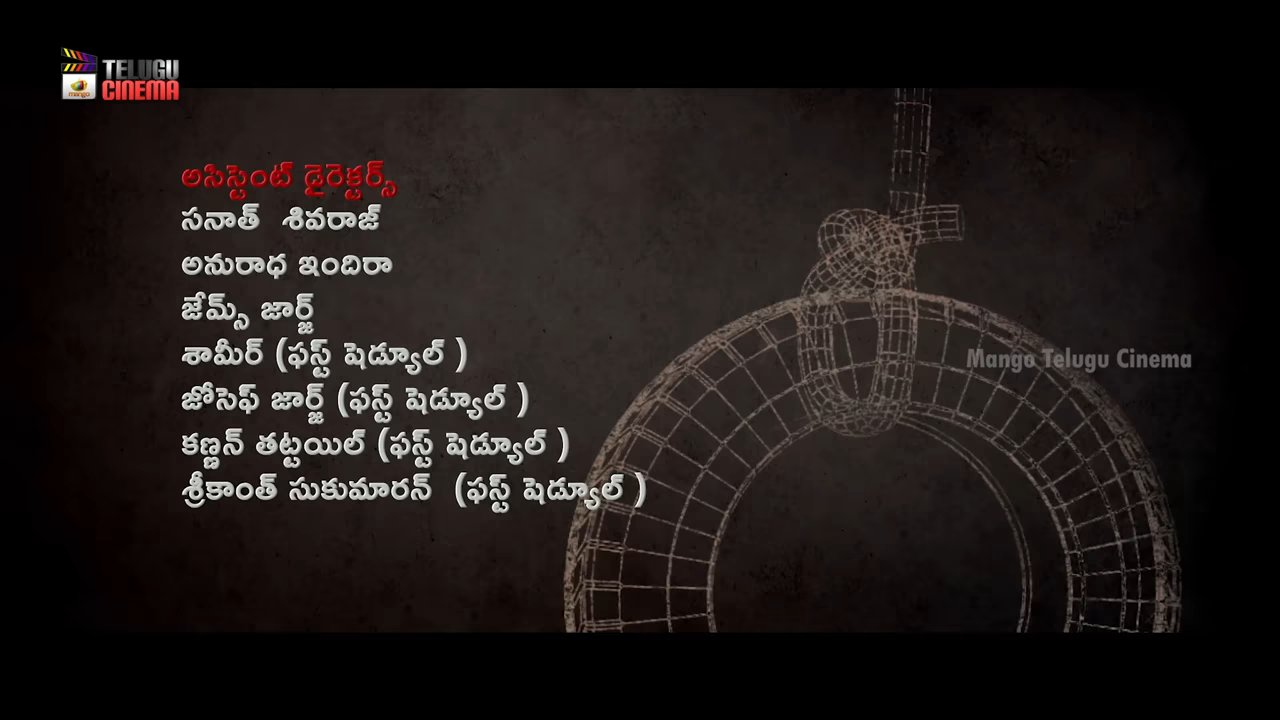 TELUGU
CINEMA
mango
అసిస్టెంట్ డైరెక్టర్స్
సనాత్ శివరాజ్
అనురాధ ఇందిరా
జేమ్స్ జార్జ్
శామీర్ (ఫస్ట్ షెడ్యూల్ )
Mango Telugu Cinema
జోసెఫ్ జార్జ్ (ఫస్ట్ షెడ్యూల్ )
కణ్ణన్ తట్టయిల్ (ఫస్ట్ షెడ్యూల్ )
శ్రీకాంత్ సుకుమారన్ (ఫస్ట్ షెడ్యూల్ )